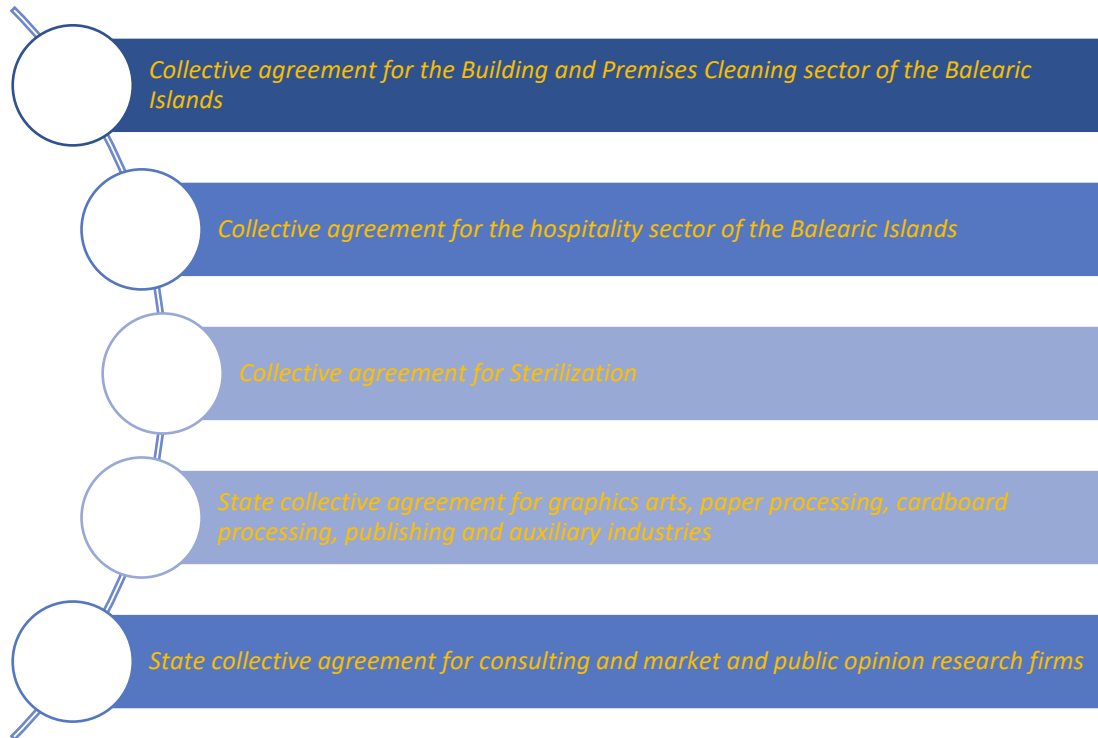 Collective agreement for the Building and Premises Cleaning sector of the Balearic
Islands
Collective agreement for the hospitality sector of the Balearic Islands
Collective agreement for Sterilization
State collective agreement for graphics arts, paper processing, cardboard
processing, publishing and auxiliary industries
State collective agreement for consulting and market and public opinion research firms